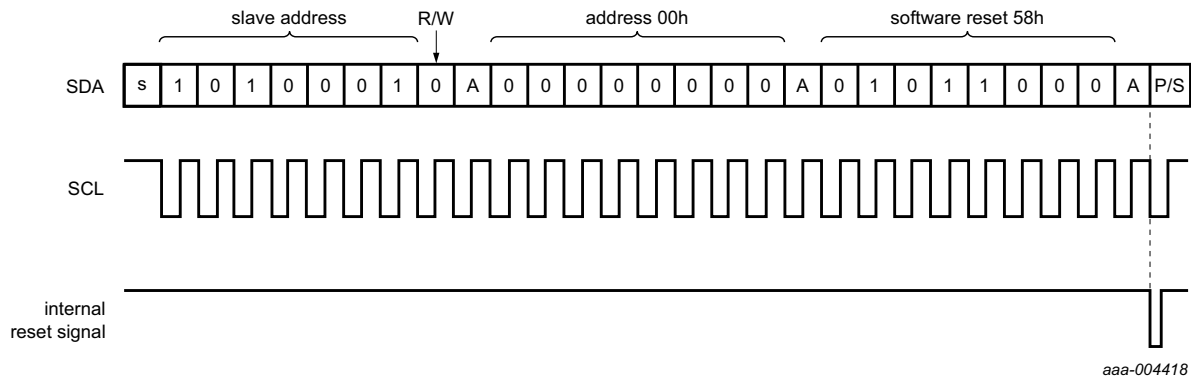 slave address R/W address 00h software reset 58h
SDA s 1 0 1 0 0 0 1 0 A 0 0 0 0 0 0 0 0 A 0 1 0 1 1 0 0 0 A P/S
SCL
internal
reset signal
aaa-004418